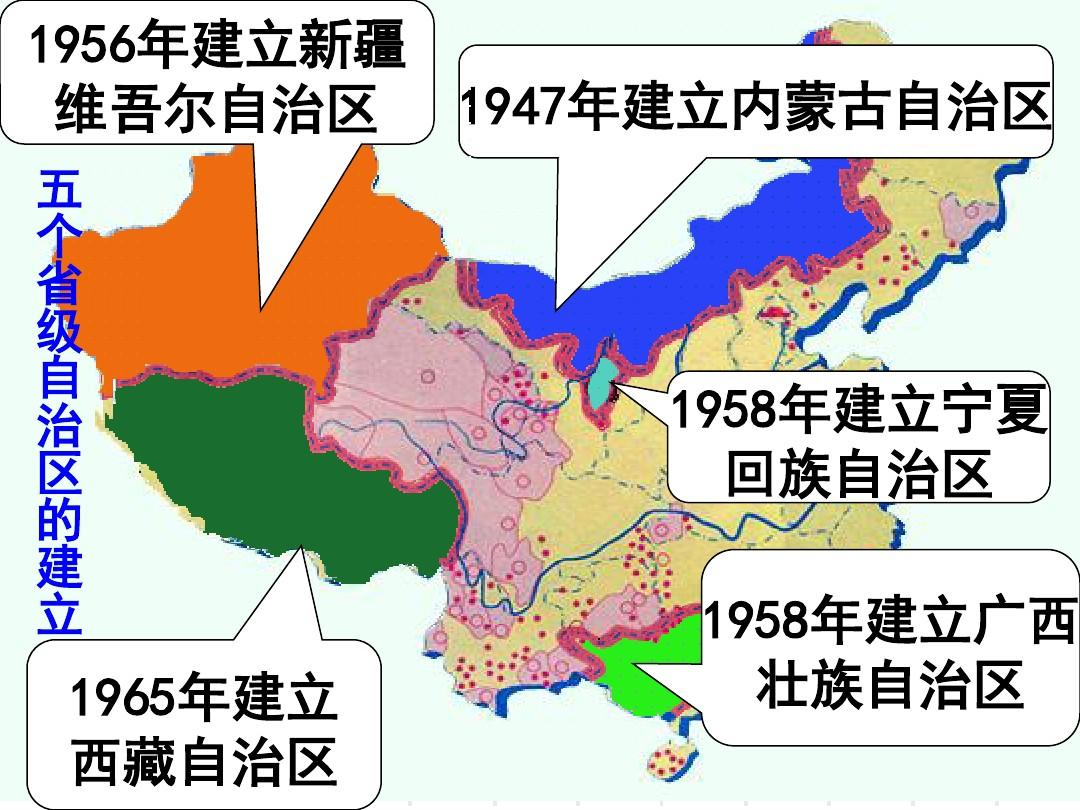 1956年建立新疆
维吾尔自治区
1947年建立内蒙古自治区
五个省级自治区的建立
1958年建立宁夏
回族自治区
1958年建立广西
壮族自治区
1965年建立
西藏自治区